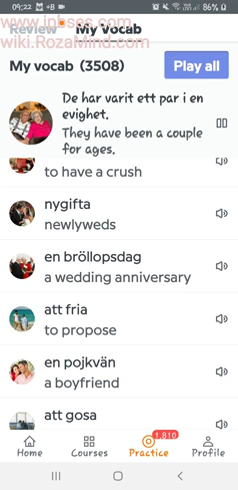 09:22
86%
www.iplses.com
wiki.RozaMind.com
Review
My Vocab
My vocab (3508)
Play all
De har varit ett par i en
evighet.
They have been a couple
for ages.
to have a crush
nygifta
newlyweds
en bröllopsdag
a wedding anniversary
att fria
to propose
en pojkvän
a boyfriend
att gosa
1,810
Home
Courses
Practice
Profile